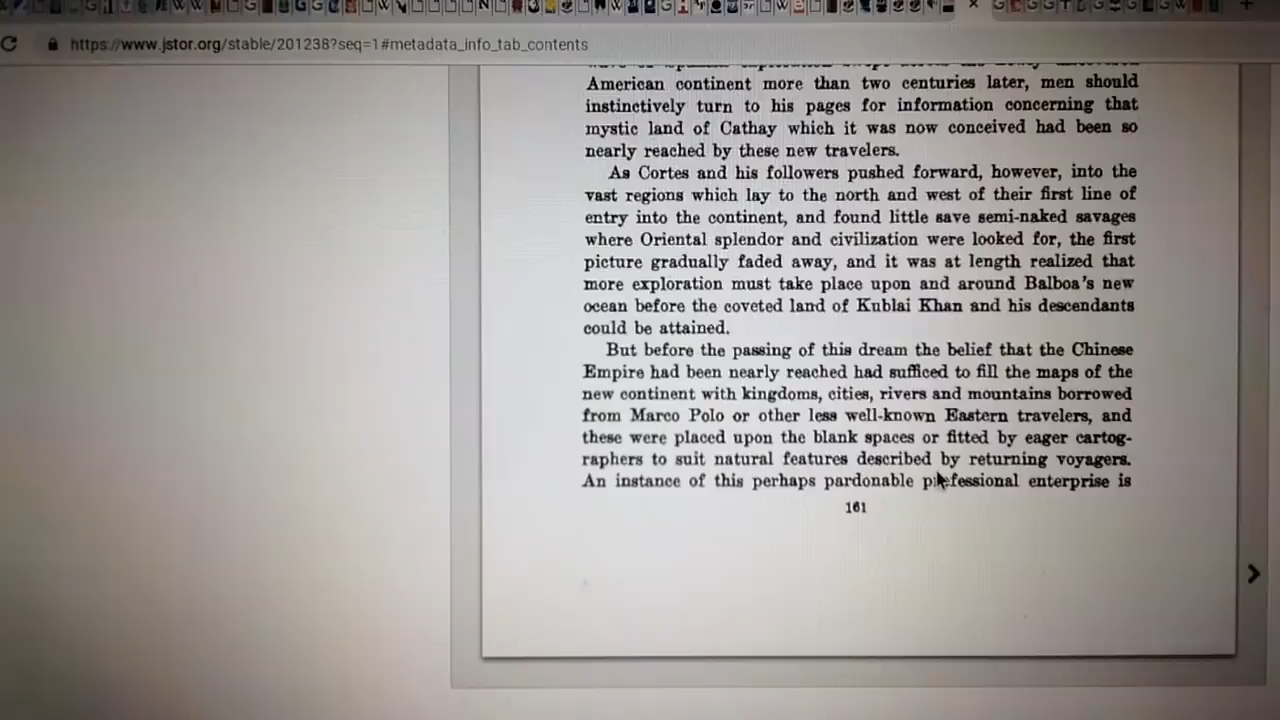 https://www.jstor.org/stable/201238?seq=1#metadata_info_tab_contents
American continent more than two centuries later, men should
instinctively turn to his pages for information concerning that
mystic land of Cathay which it was now conceived had been so
nearly reached by these new travelers.
As Cortes and his followers pushed forward, however, into the
vast regions which lay to the north and west of their first line of
entry into the continent, and found little save semi-naked savages
where Oriental splendor and civilization were looked for, the first
picture gradually faded away, and it was at length realized that
more exploration must take place upon and around Balboa's new
ocean before the coveted land of Kublai Khan and his descendants
could be attained.
But before the passing of this dream the belief that the Chinese
Empire had been nearly reached had sufficed to fill the maps of the
new continent with kingdoms, cities, rivers and mountains borrowed
from Marco Polo or other less well-known Eastern travelers, and
these were placed upon the blank spaces or fitted by eager cartog-
raphers to suit natural features described by returning voyagers.
An instance of this perhaps pardonable professional enterprise is
161